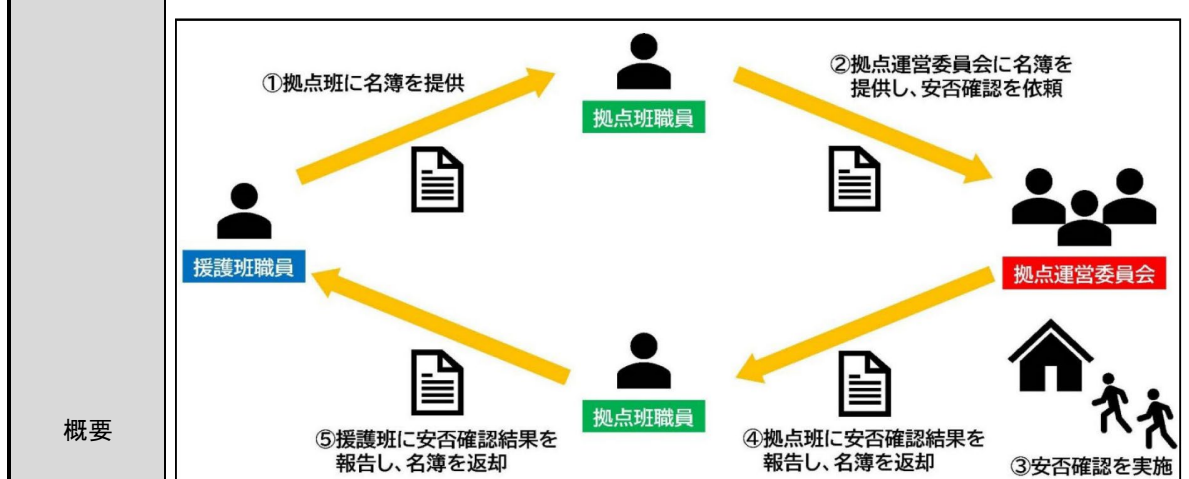 ①拠点班に名簿を提供
拠点班職員
②拠点運営委員会に名簿を
提供し、安否確認を依頼
援護班職員
拠点運営委員会
拠点班職員
概要
⑤援護班に安否確認結果を
報告し、名簿を返却
④拠点班に安否確認結果を
報告し、名簿を返却
③安否確認を実施